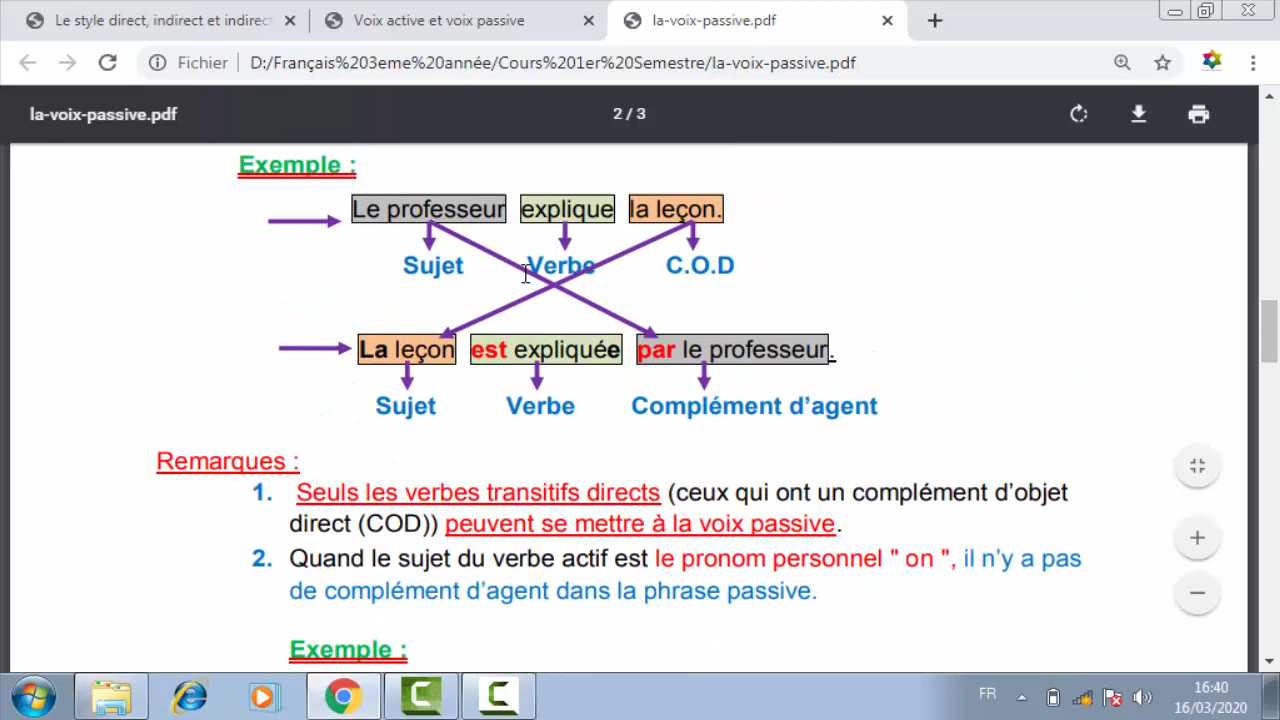 Le style direct, indirect et indirec
Voix active et voix passive
la-voix-passive.pdf
Fichier
D:/Français%203eme%20année/Cours%201er%20Semestre/la-voix-passive.pdf
la-voix-passive.pdf
2 / 3
Exemple :
Le professeur explique la leçon.
Sujet Verbe C.O.D
La leçon est expliquée par le professeur.
Sujet Verbe Complément d’agent
Remarques :
1. Seuls les verbes transitifs directs (ceux qui ont un complément d’objet
direct (COD)) peuvent se mettre à la voix passive.
2. Quand le sujet du verbe actif est le pronom personnel " on ", il n’y a pas
de complément d’agent dans la phrase passive.
Exemple :
FR
16:40
16/03/2020